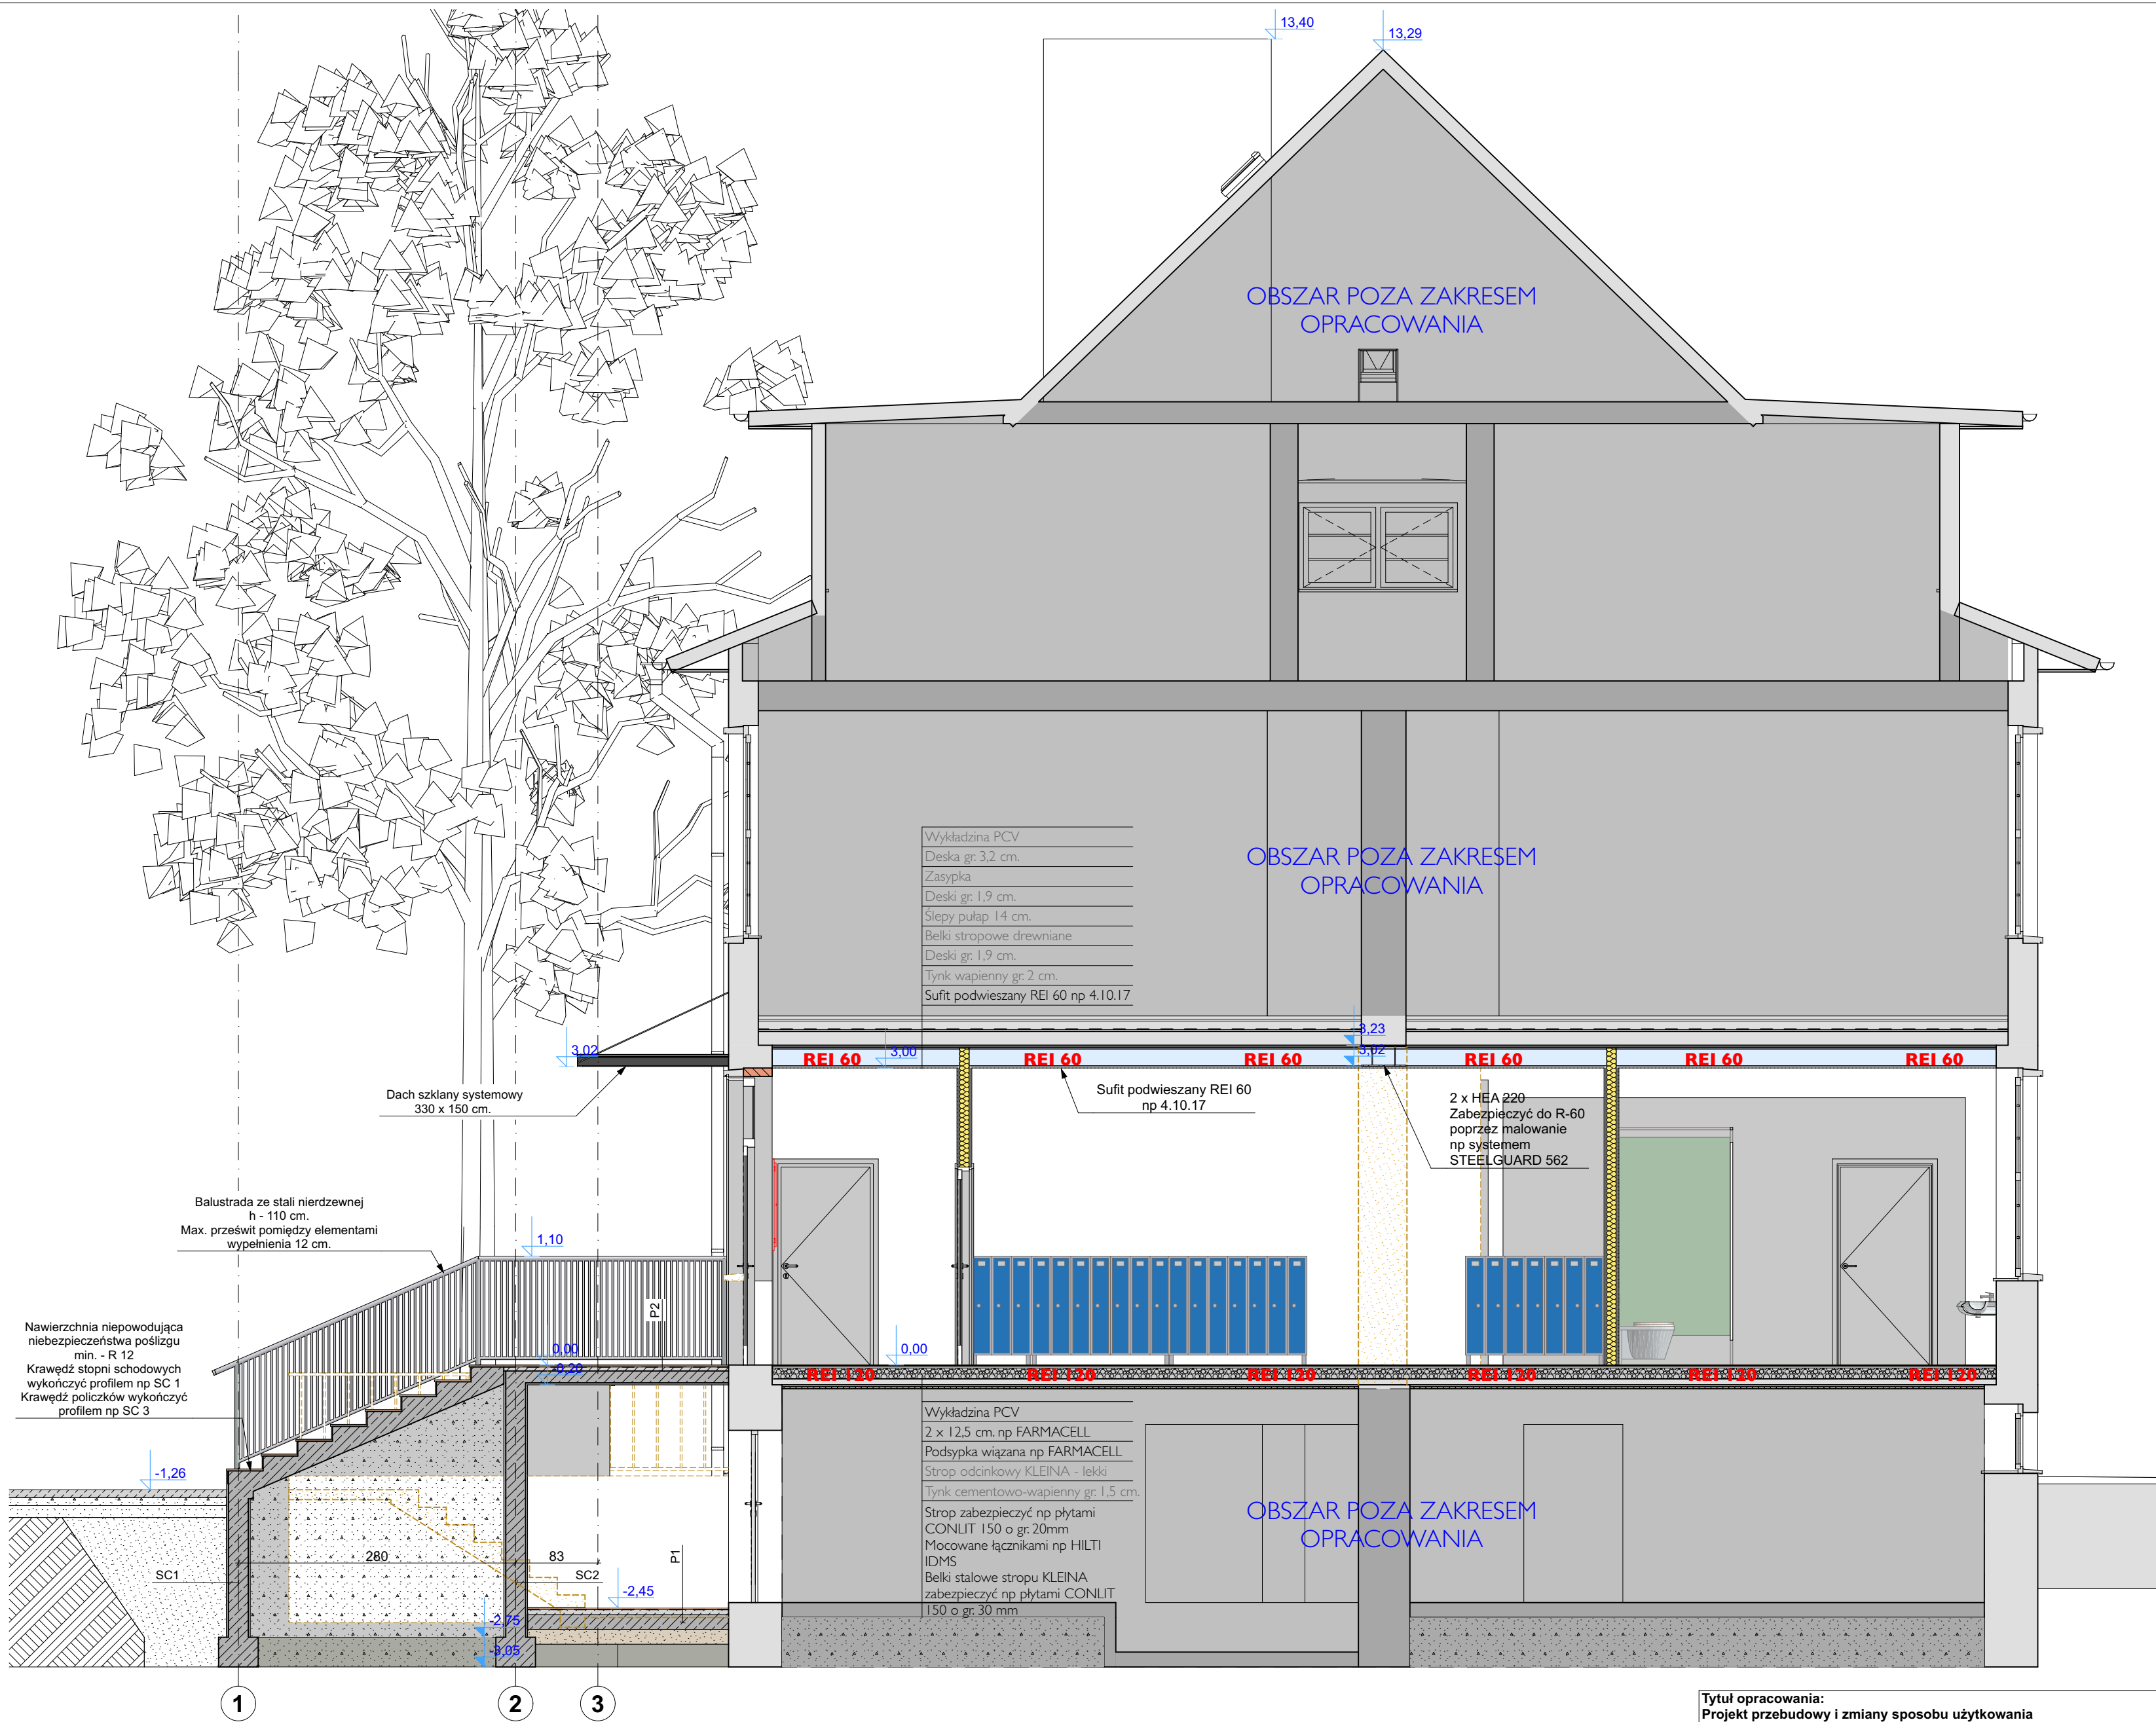 13,40
13,29
OBSZAR POZA ZAKRESEM
OPRACOWANIA
Wykładzina PCV
Deska gr. 3,2 cm.
Zasypka
Deski gr. 1,9 cm.
Ślepy pułap 14 cm.
Belki stropowe drewniane
Deski gr. 1,9 cm.
Tynk wapienny gr. 2 cm.
Sufit podwieszany REI 60 np 4.10.17
OBSZAR POZA ZAKRESEM
OPRACOWANIA
3,23
3,02
3,02
3,00
REI 60
REI 60
REI 60
REI 60
REI 60
REI 60
Dach szklany systemowy
330 x 150 cm.
Sufit podwieszany REI 60
np 4.10.17
2 x HEA 220
Zabezpieczyć do R-60
poprzez malowanie
np systemem
STEELGUARD 562
Balustrada ze stali nierdzewnej
h - 110 cm.
Max. prześwit pomiędzy elementami
wypełnienia 12 cm.
1,10
P2
Nawierzchnia niepowodująca
niebezpieczeństwa poślizgu
min. - R 12
Krawędź stopni schodowych
wykończyć profilem np SC 1
Krawędź policzków wykończyć
profilem np SC 3
0,00
-0,20
0,00
REI 120
REI 120
REI 120
REI 120
REI 120
REI 120
Wykładzina PCV
2 x 12,5 cm. np FARMACELL
Podsypka wiązana np FARMACELL
Strop odcinkowy KLEINA - lekki
Tynk cementowo-wapienny gr. 1,5 cm.
Strop zabezpieczyć np płytami
CONLIT 150 o gr. 20mm
Mocowane łącznikami np HILTI
IDMS
Belki stalowe stropu KLEINA
zabezpieczyć np płytami CONLIT
150 o gr. 30 mm
OBSZAR POZA ZAKRESEM
OPRACOWANIA
-1,26
280
83
P1
SC1
SC2
-2,45
-2,75
-3,05
1
2
3
Tytuł opracowania:
Projekt przebudowy i zmiany sposobu użytkowania